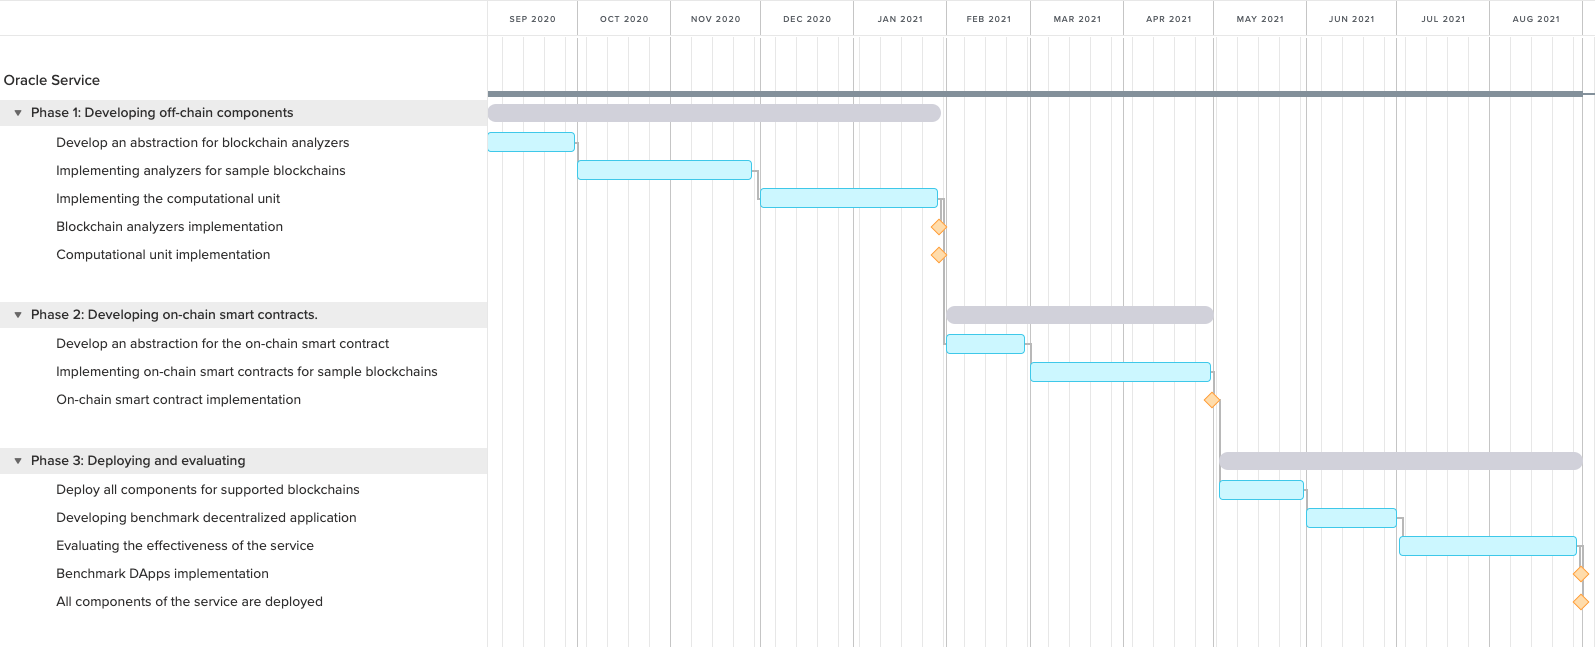 SEP 2020 OCT 2020 NOV 2020 DEC 2020 JAN 2021 FEB 2021 MAR 2021 APR 2021 MAY 2021 JUN 2021 JUL 2021 AUG 2021
Oracle Service
Phase 1: Developing off-chain components
Develop an abstraction for blockchain analyzers
Implementing analyzers for sample blockchains
Implementing the computational unit
Blockchain analyzers implementation
Computational unit implementation
Phase 2: Developing on-chain smart contracts.
Develop an abstraction for the on-chain smart contract
Implementing on-chain smart contracts for sample blockchains
On-chain smart contract implementation
Phase 3: Deploying and evaluating
Deploy all components for supported blockchains
Developing benchmark decentralized application
Evaluating the effectiveness of the service
Benchmark DApps implementation
All components of the service are deployed